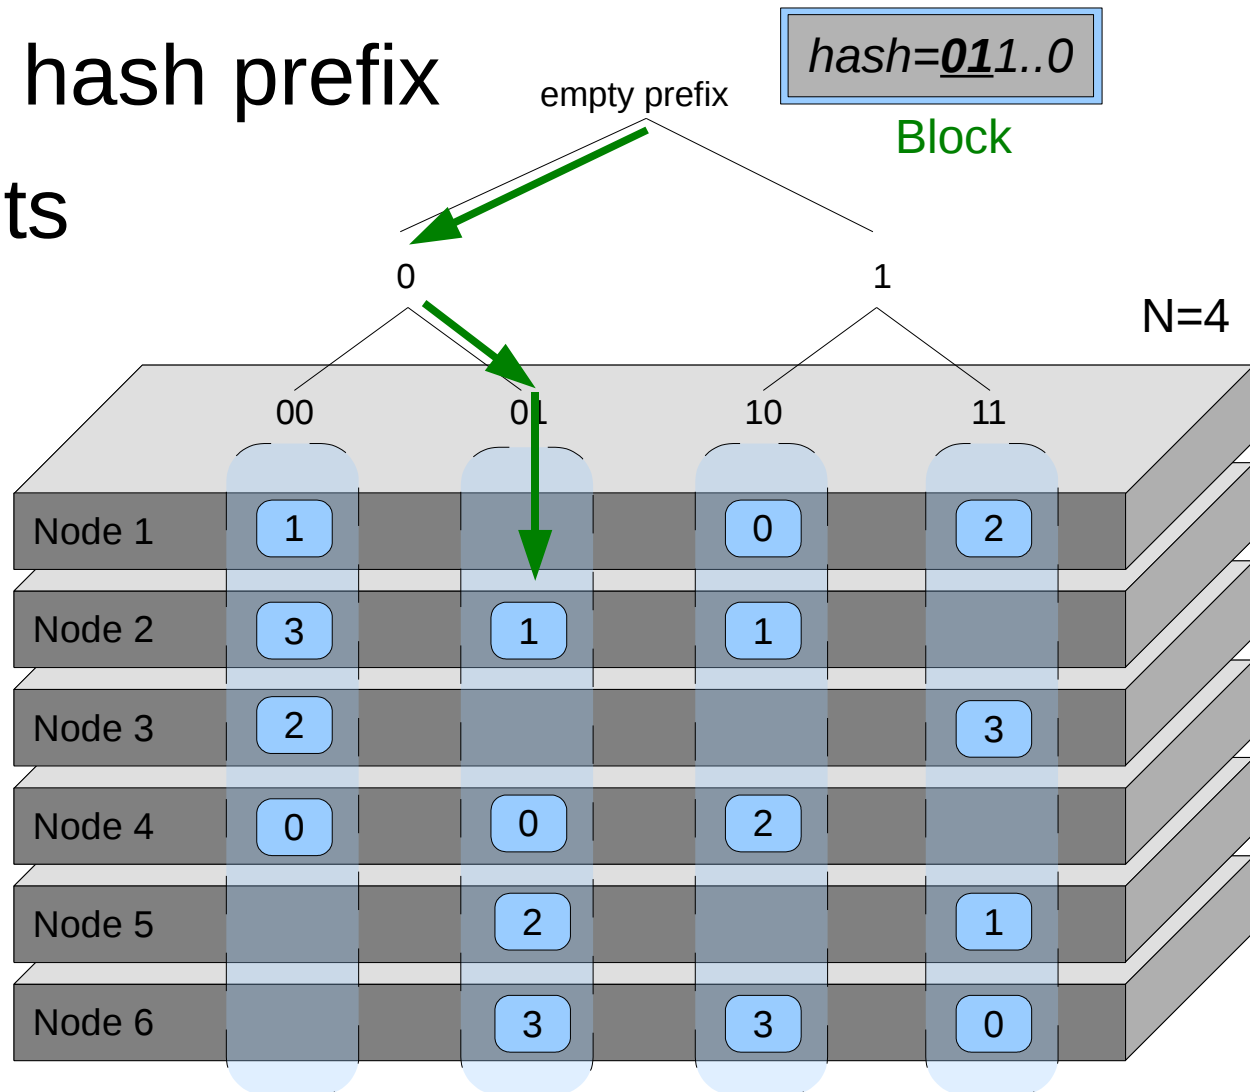 hash prefix
hash=011..0
empty prefix
Block
ts
0 1
N=4
00 01 10 11
Node 1 1 0 2
Node 2 3 1 1
Node 3 2 3
Node 4 0 0 2
Node 5 2 1
Node 6 3 3 0